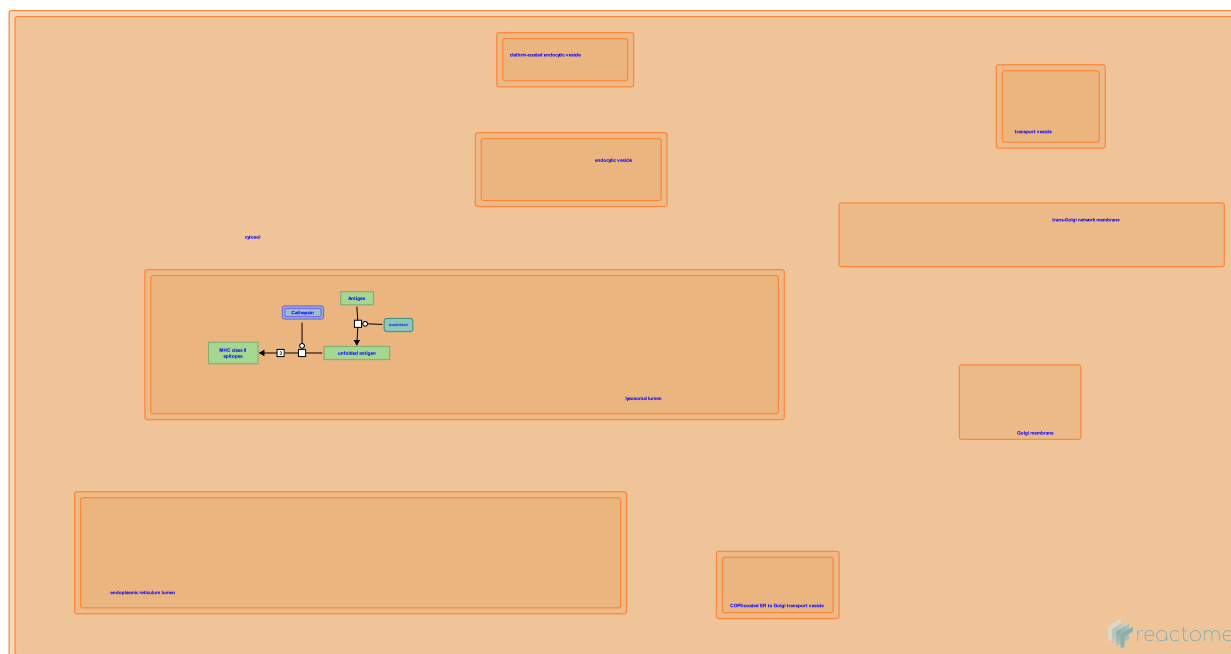 clathrin-coated endocytic vesicle
transport vesicle
endocytic vesicle
trans-Golgi network membrane
cytosol
Antigen
Cathepsin
MHC class II
epitopes
2
unfolded antigen
lysosomal lumen
Golgi membrane
endoplasmic reticulum lumen
COPII-coated ER to Golgi transport vesicle
reactome